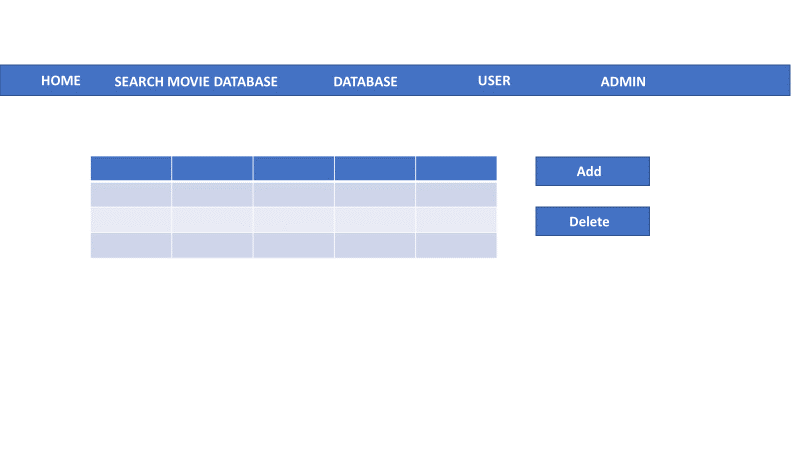 HOME SEARCH MOVIE DATABASE DATABASE USER ADMIN
Add
Delete